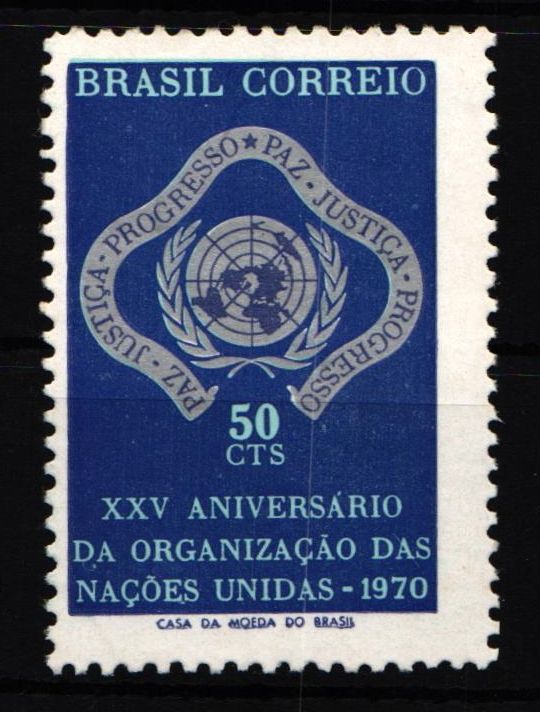 BRASIL CORREIO
PAZ · JUSTIÇA · PROGRESSO ★ PAZ · JUSTIÇA · PROGRESSO
50
CTS
XXV ANIVERSÁRIO
DA ORGANIZAÇÃO DAS
NAÇÕES UNIDAS - 1970
CASA DA MOEDA DO BRASIL